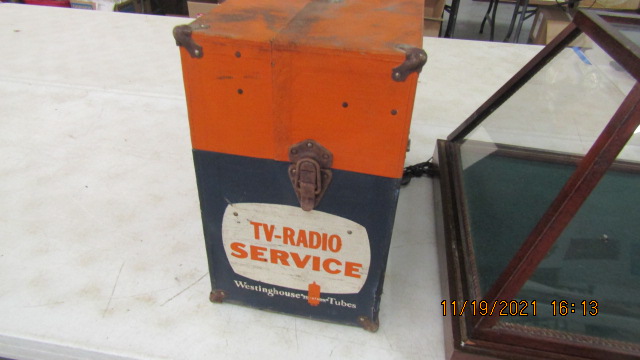 TV-RADIO
SERVICE
Westinghouse Tubes
11/19/2021 16:13